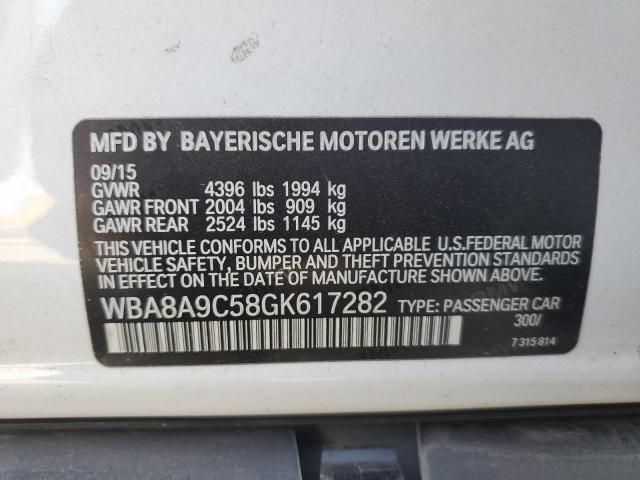 MFD BY BAYERISCHE MOTOREN WERKE AG
09/15
GVWR 4396 lbs 1994 kg
GAWR FRONT 2004 lbs 909 kg
GAWR REAR 2524 lbs 1145 kg
THIS VEHICLE CONFORMS TO ALL APPLICABLE U.S.FEDERAL MOTOR
VEHICLE SAFETY, BUMPER AND THEFT PREVENTION STANDARDS
IN EFFECT ON THE DATE OF MANUFACTURE SHOWN ABOVE.
WBA8A9C58GK617282 TYPE: PASSENGER CAR
300/
7 315 814